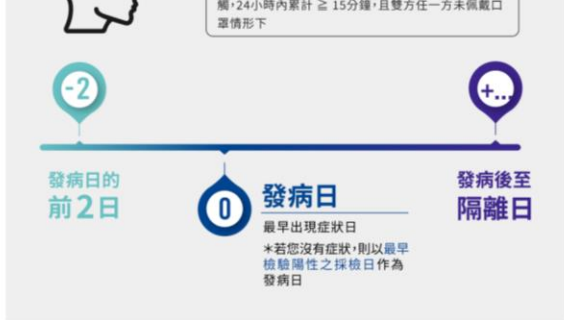 觸，24小時內累計 ≧ 15分鐘，且雙方任一方未佩戴口
罩情形下
-2
+...
發病日的
前2日
0
發病日
最早出現症狀日
*若您沒有症狀，則以最早
檢驗陽性之採檢日作為
發病日
發病後至
隔離日